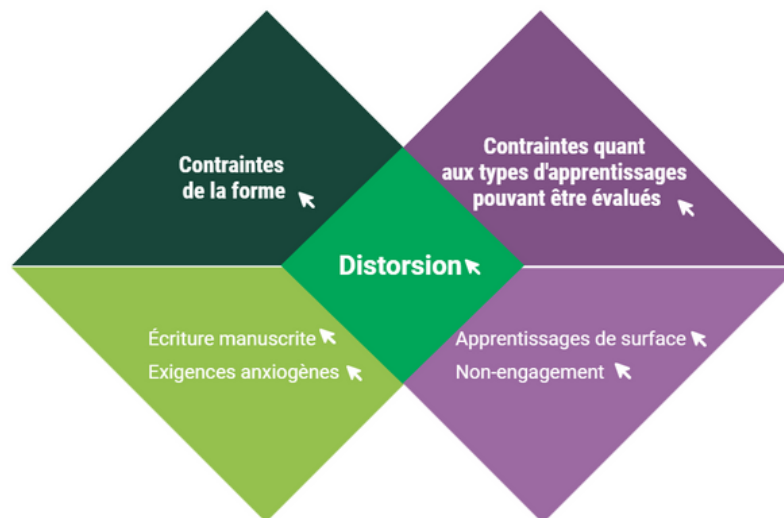 Contraintes
de la forme
Contraintes quant
aux types d'apprentissages
pouvant être évalués
Distorsion
Écriture manuscrite
Exigences anxiogènes
Apprentissages de surface
Non-engagement